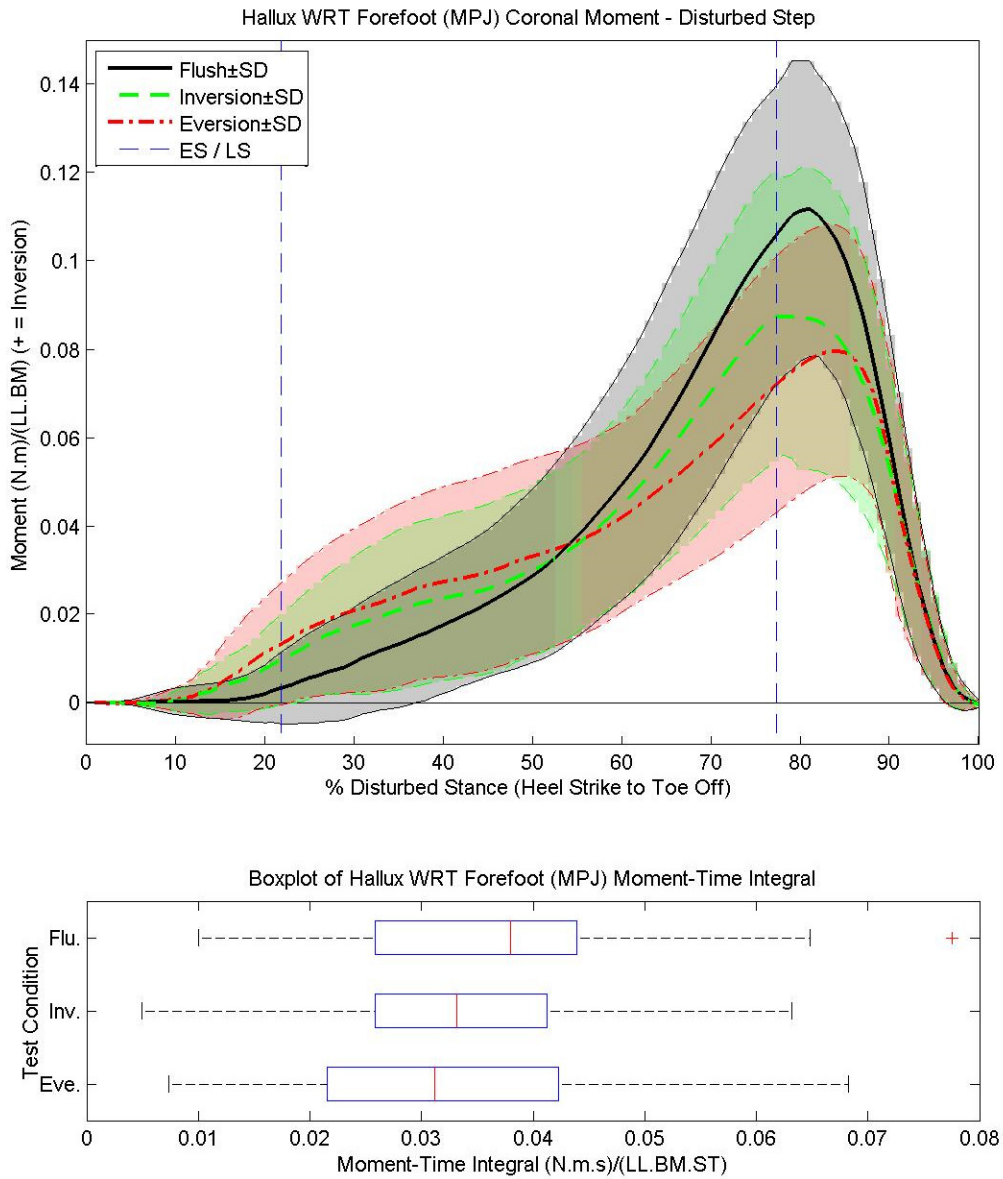 Hallux WRT Forefoot (MPJ) Coronal Moment - Disturbed Step
Flush±SD
Inversion±SD
Eversion±SD
ES / LS
Moment (N.m)/(LL.BM) (+ = Inversion)
0.14
0.12
0.1
0.08
0.06
0.04
0.02
0
0 10 20 30 40 50 60 70 80 90 100
% Disturbed Stance (Heel Strike to Toe Off)
Boxplot of Hallux WRT Forefoot (MPJ) Moment-Time Integral
Test Condition
Flu.
Inv.
Eve.
0 0.01 0.02 0.03 0.04 0.05 0.06 0.07 0.08
Moment-Time Integral (N.m.s)/(LL.BM.ST)